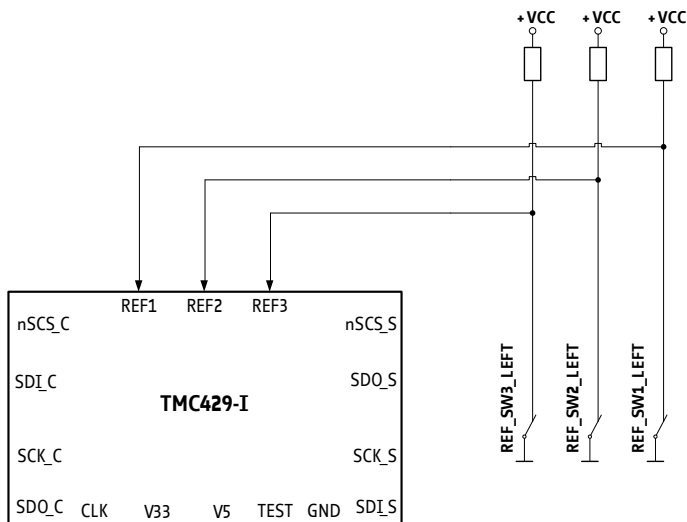 +VCC +VCC +VCC
REF1 REF2 REF3
nSCS_C nSCS_S
SDI_C SDO_S
TMC429-I
SCK_C SCK_S
SDO_C CLK V33 V5 TEST GND SDI_S
REF_SW3_LEFT
REF_SW2_LEFT
REF_SW1_LEFT